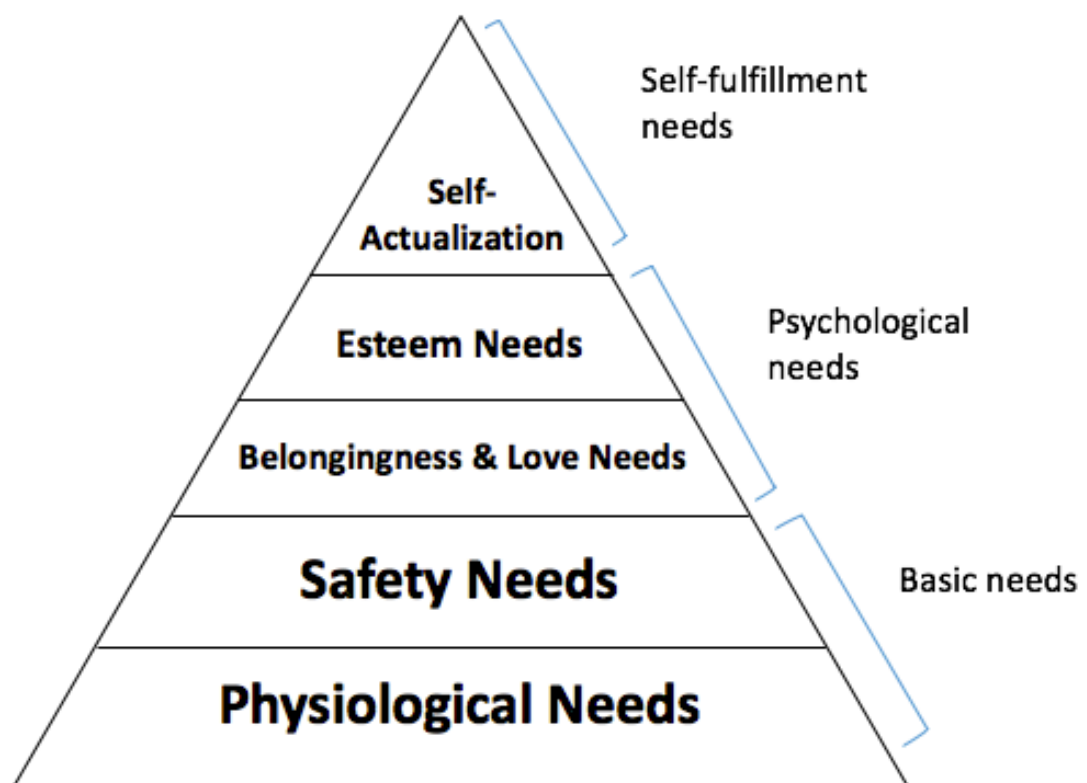 Self-fulfillment
needs
Self-
Actualization
Psychological
needs
Esteem Needs
Belongingness & Love Needs
Safety Needs
Basic needs
Physiological Needs